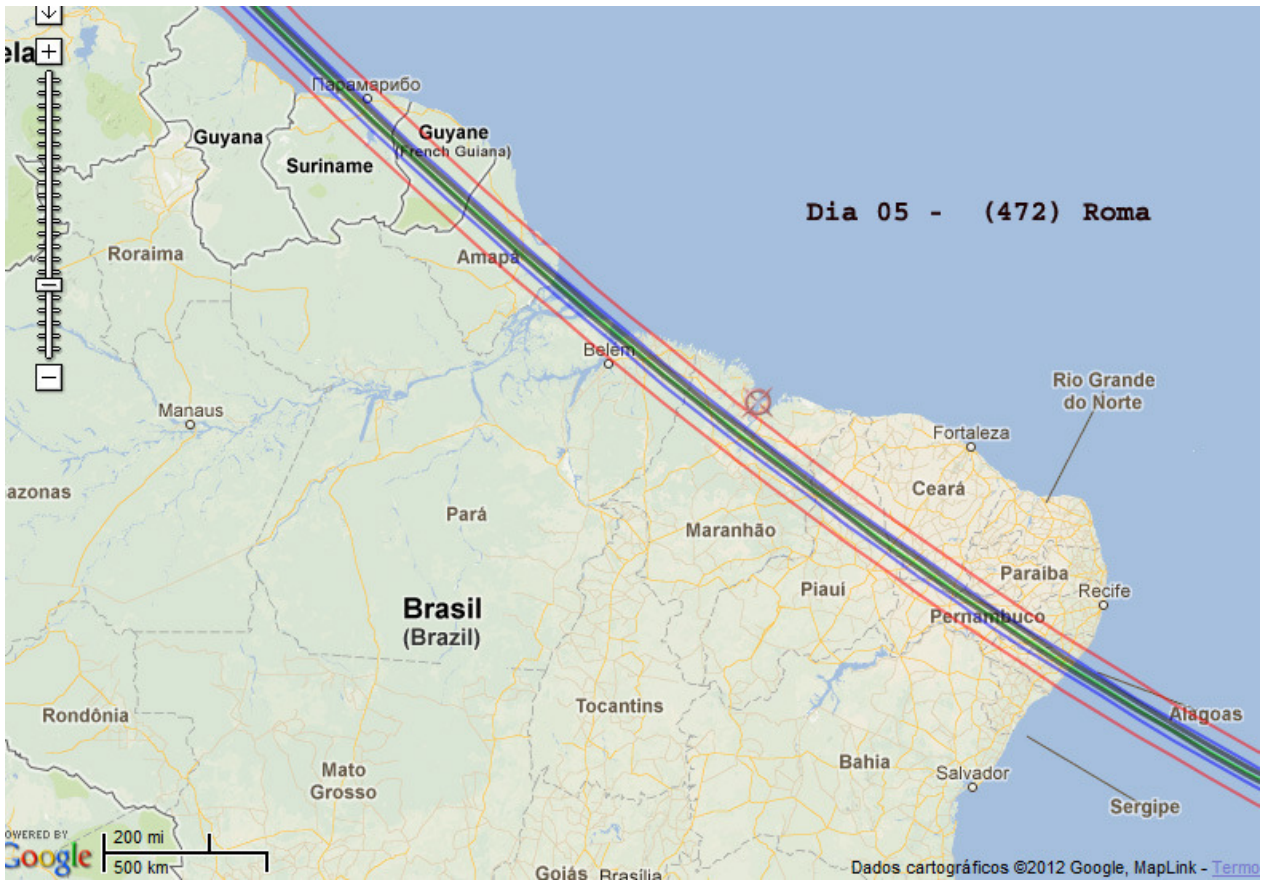 ela
Парамарибо
Guyana
Guyane
(French Guiana)
Suriname
Dia 05 - (472) Roma
Roraima
Amapá
Belém
Rio Grande
do Norte
Manaus
Fortaleza
azonas
Ceará
Pará
Maranhão
Paraiba
Piaui
Recife
Brasil
(Brazil)
Pernambuco
Tocantins
Rondônia
Alagoas
Bahia
Mato
Grosso
Salvador
Sergipe
OWERED BY
Google
200 mi
500 km
Goiás
Brasília
Dados cartográficos ©2012 Google, MapLink - Termo